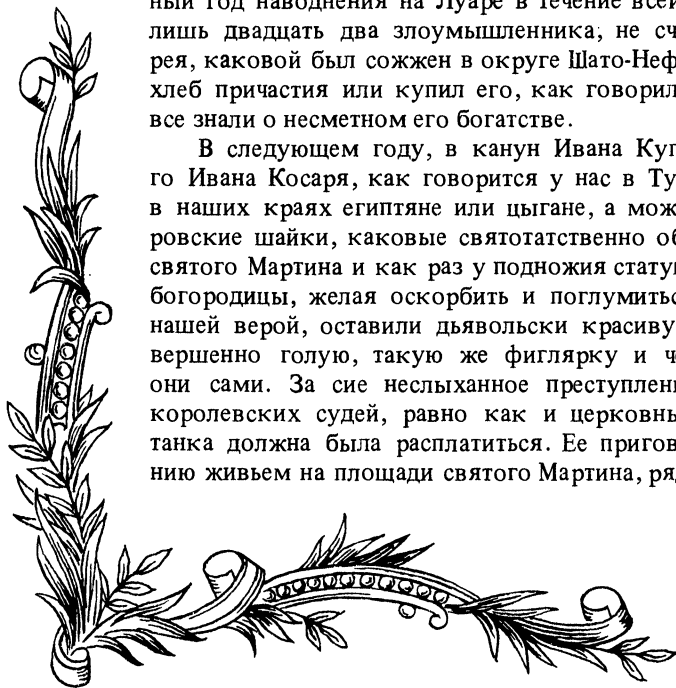 ный год наводнения на Луаре в течение всей
лишь двадцать два злоумышленника, не сч
рея, каковой был сожжен в округе Шато-Неф
хлеб причастия или купил его, как говорил
все знали о несметном его богатстве.
В следующем году, в канун Ивана Куп
го Ивана Косаря, как говорится у нас в Ту
в наших краях египтяне или цыгане, а мож
ровские шайки, каковые святотатственно об
святого Мартина и как раз у подножия стату
богородицы, желая оскорбить и поглумитьс
нашей верой, оставили дьявольски красиву
вершенно голую, такую же фиглярку и ч
они сами. За сие неслыханное преступлен
королевских судей, равно как и церковны
танка должна была расплатиться. Ее пригов
нию живьем на площади святого Мартина, ря